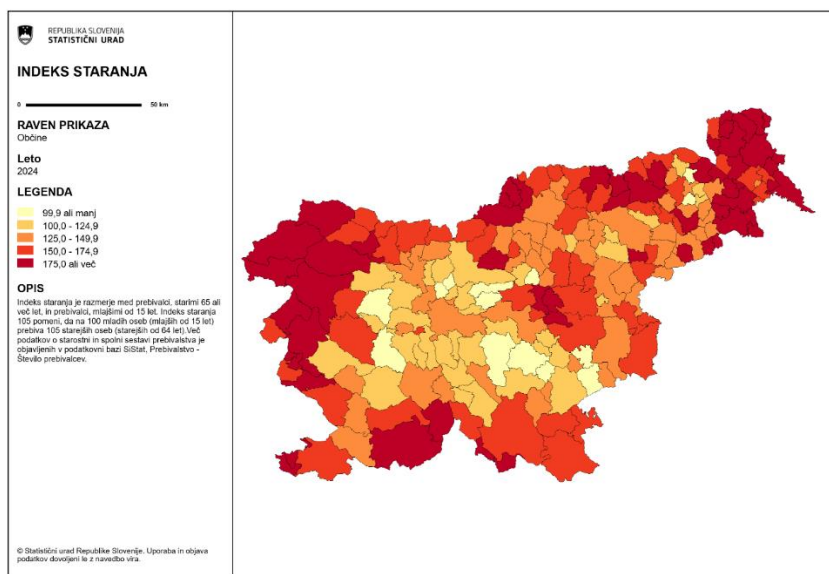 REPUBLIKA SLOVENIJA
STATISTIČNI URAD
INDEKS STARANJA
0 50 km
RAVEN PRIKAZA
Občine
Leto
2024
LEGENDA
99,9 ali manj
100,0 - 124,9
125,0 - 149,9
150,0 - 174,9
175,0 ali več
OPIS
Indeks staranja je razmerje med prebivalci, starimi 65 ali
več let, in prebivalci, mlajšimi od 15 let. Indeks staranja
105 pomeni, da na 100 mladih oseb (mlajših od 15 let)
prebiva 105 starejših oseb (starejših od 64 let).Več
podatkov o starostni in spolni sestavi prebivalstva je
objavljenih v podatkovni bazi SiStat, Prebivalstvo -
Število prebivalcev.
© Statistični urad Republike Slovenije. Uporaba in objava
podatkov dovoljeni le z navedbo vira.